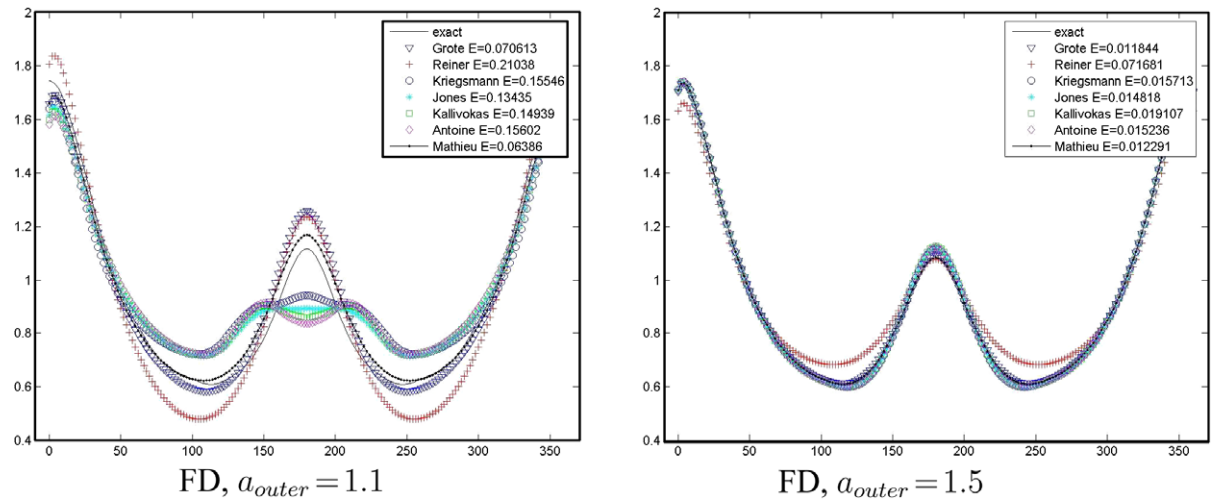 2
1.8
1.6
1.4
1.2
1
0.8
0.6
0.4
0 50 100 150 200 250 300 350
exact
Grote E=0.070613
Reiner E=0.21038
Kriegsmann E=0.15546
Jones E=0.13435
Kallivokas E=0.14939
Antoine E=0.15602
Mathieu E=0.06386
FD, a_outer = 1.1
2
1.8
1.6
1.4
1.2
1
0.8
0.6
0.4
0 50 100 150 200 250 300 350
exact
Grote E=0.011844
Reiner E=0.071681
Kriegsmann E=0.015713
Jones E=0.014818
Kallivokas E=0.019107
Antoine E=0.015236
Mathieu E=0.012291
FD, a_outer = 1.5